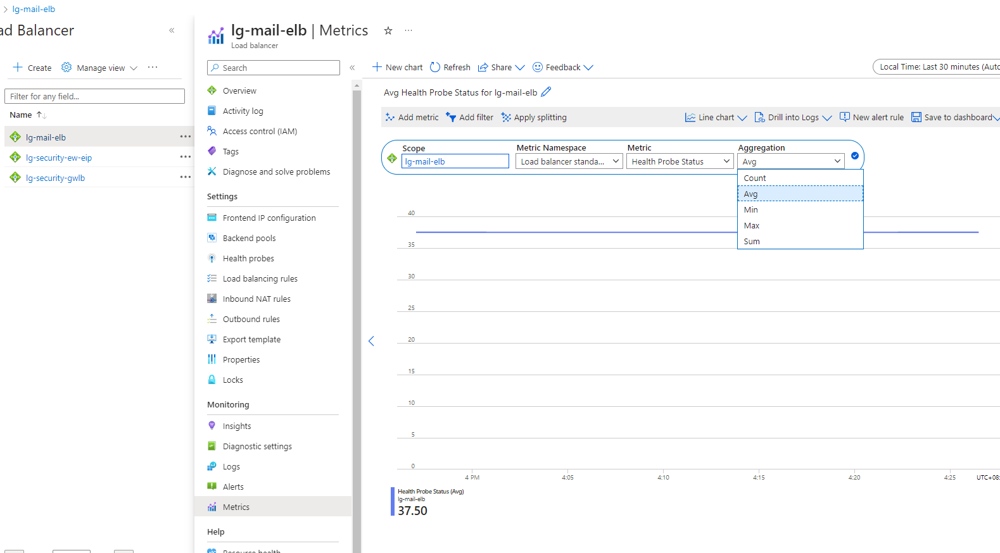 lg-mail-elb
ad Balancer
Create
Manage view
Filter for any field...
Name
lg-mail-elb
lg-security-ew-eip
lg-security-gwlb
lg-mail-elb | Metrics
Load balancer
Search
Overview
Activity log
Access control (IAM)
Tags
Diagnose and solve problems
Settings
Frontend IP configuration
Backend pools
Health probes
Load balancing rules
Inbound NAT rules
Outbound rules
Export template
Properties
Locks
Monitoring
Insights
Diagnostic settings
Logs
Alerts
Metrics
Help
Resource health
New chart
Refresh
Share
Feedback
Local Time: Last 30 minutes (Auto
Avg Health Probe Status for lg-mail-elb
Add metric
Add filter
Apply splitting
Line chart
Drill into Logs
New alert rule
Save to dashboard
Scope
lg-mail-elb
Metric Namespace
Load balancer standa...
Metric
Health Probe Status
Aggregation
Avg
Count
Avg
Min
Max
Sum
40
35
30
25
20
15
10
5
0
4 PM
4:05
4:10
4:15
4:20
4:25
UTC+08:
Health Probe Status (Avg)
lg-mail-elb
37.50